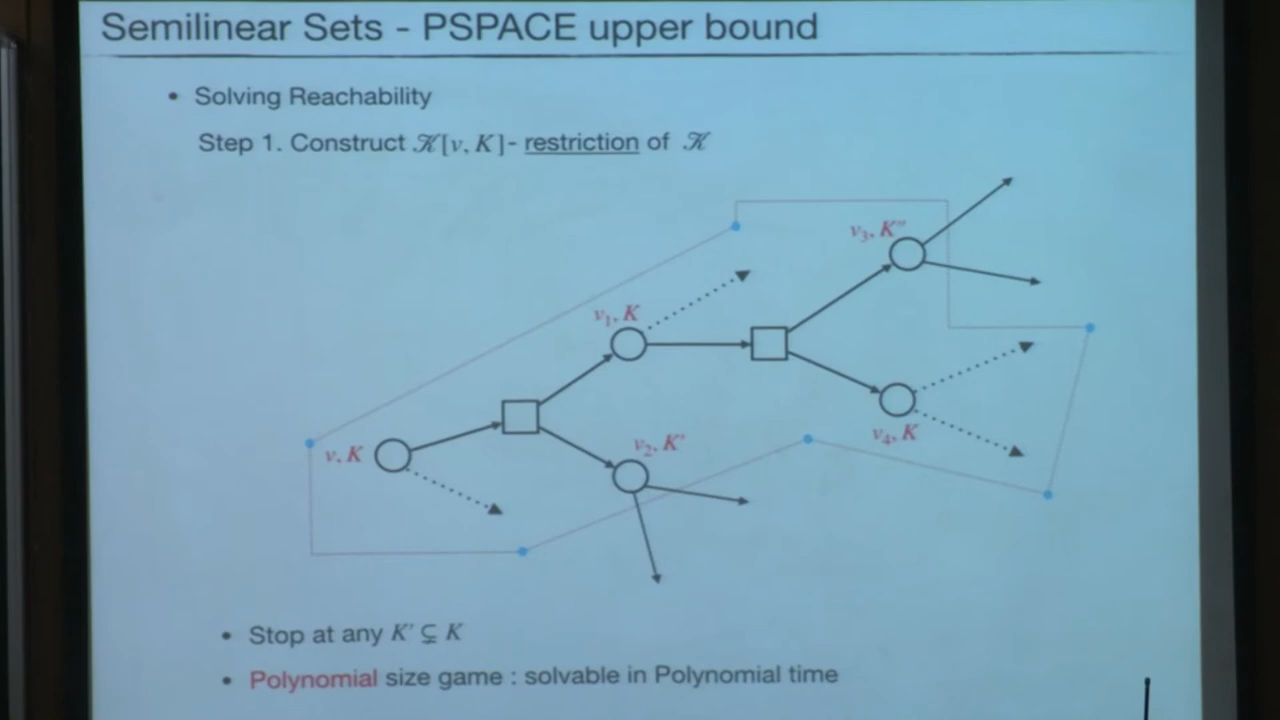 Semilinear Sets - PSPACE upper bound
• Solving Reachability
Step 1. Construct 𝒦[v, K]- restriction of 𝒦
v₃, K″
v₁, K
v₄, K
v₂, K′
v, K
• Stop at any K′ ⊊ K
• Polynomial size game : solvable in Polynomial time